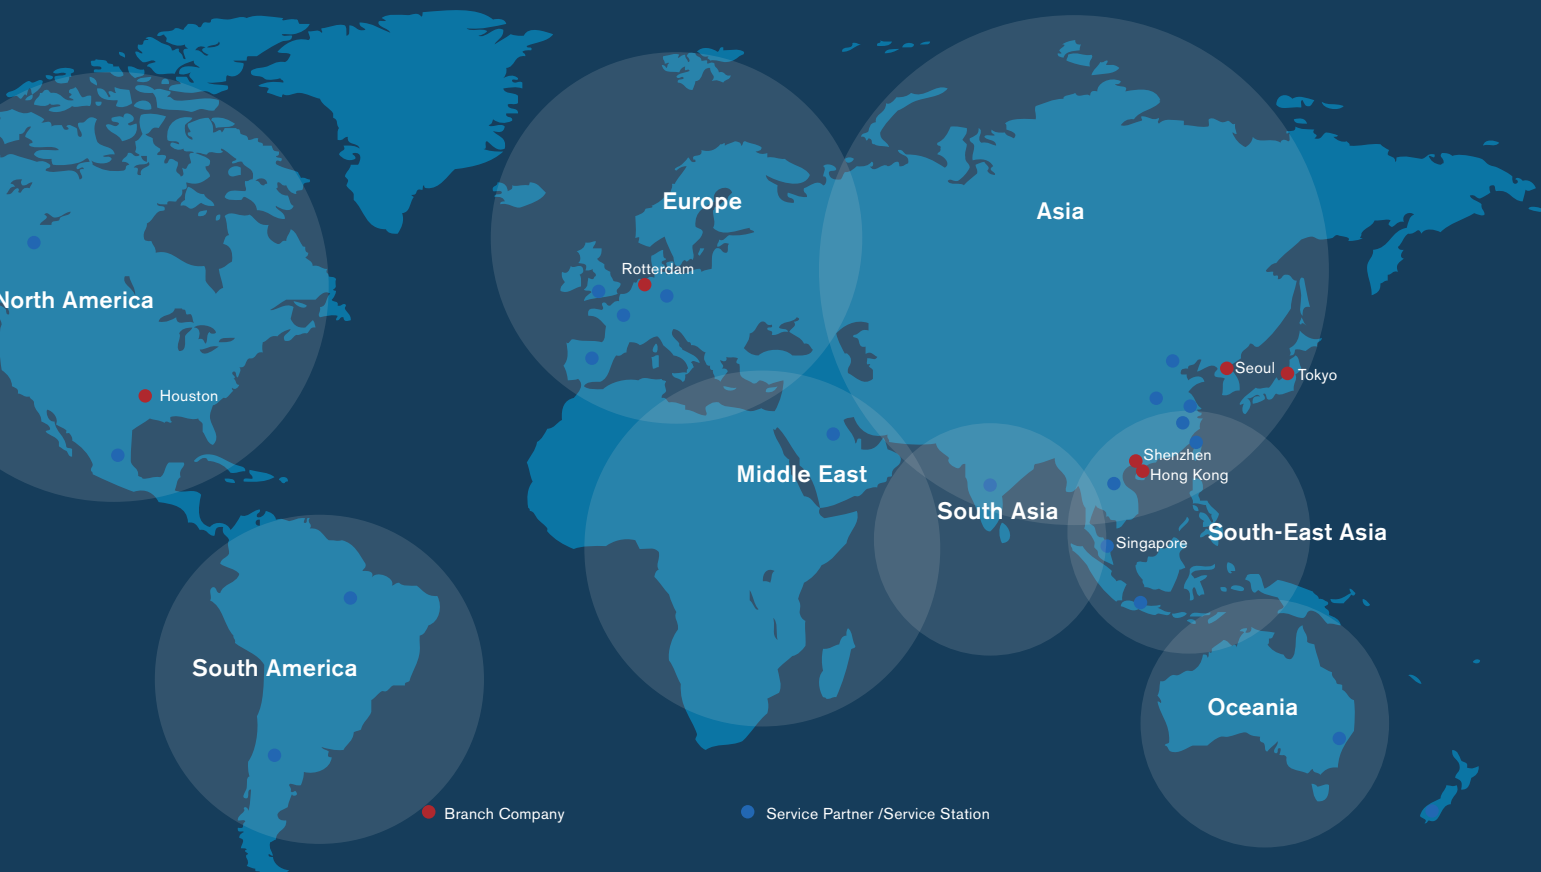 Europe
Asia
Rotterdam
North America
Seoul
Tokyo
Houston
Shenzhen
Hong Kong
Middle East
South Asia
South-East Asia
Singapore
South America
Oceania
Branch Company
Service Partner /Service Station